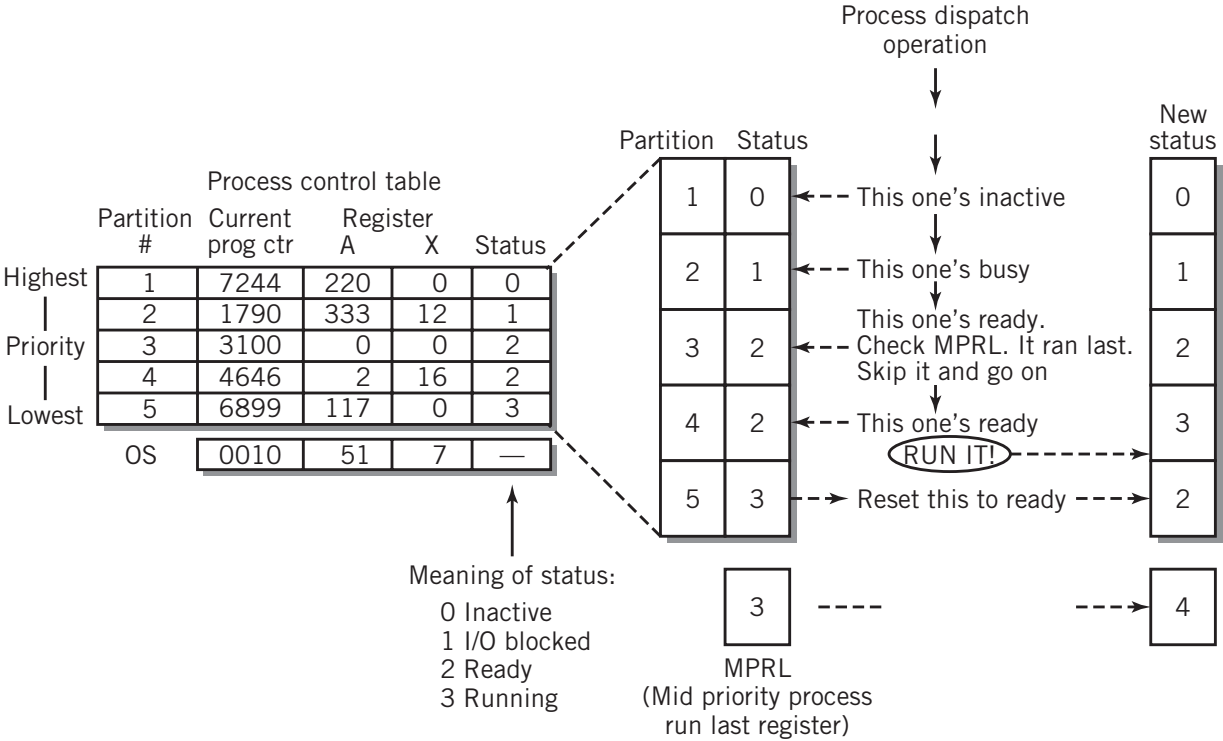 Process dispatch
operation
New
status
Partition Status
Process control table
Partition Current Register
# prog ctr A X Status
Highest 1 7244 220 0 0
2 1790 333 12 1
Priority 3 3100 0 0 2
4 4646 2 16 2
Lowest 5 6899 117 0 3
OS 0010 51 7 —
1 0 This one's inactive 0
2 1 This one's busy 1
This one's ready.
3 2 Check MPRL. It ran last. 2
Skip it and go on
4 2 This one's ready 3
RUN IT!
5 3 Reset this to ready 2
Meaning of status:
0 Inactive
1 I/O blocked
2 Ready
3 Running
3 4
MPRL
(Mid priority process
run last register)